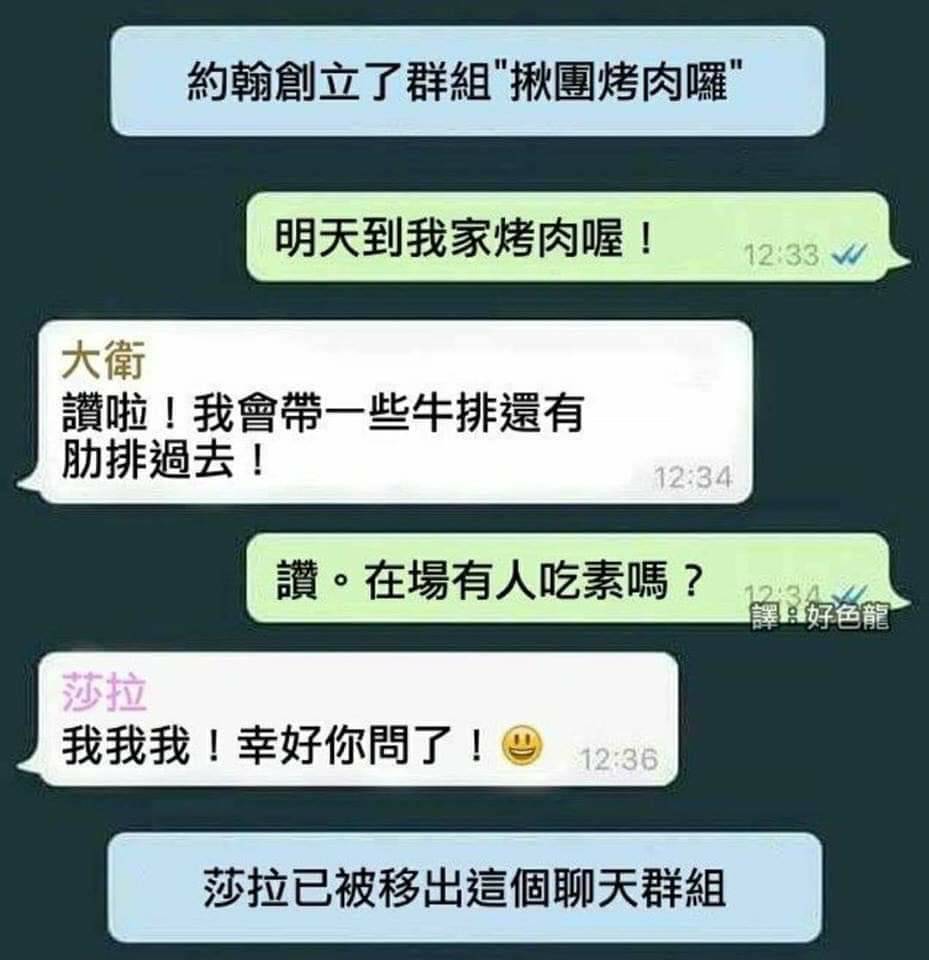 約翰創立了群組"揪團烤肉囉"
明天到我家烤肉喔！
12:33
大衛
讚啦！我會帶一些牛排還有
肋排過去！
12:34
讚。在場有人吃素嗎？
12:34
譯：好色龍
莎拉
我我我！幸好你問了！😃
12:36
莎拉已被移出這個聊天群組